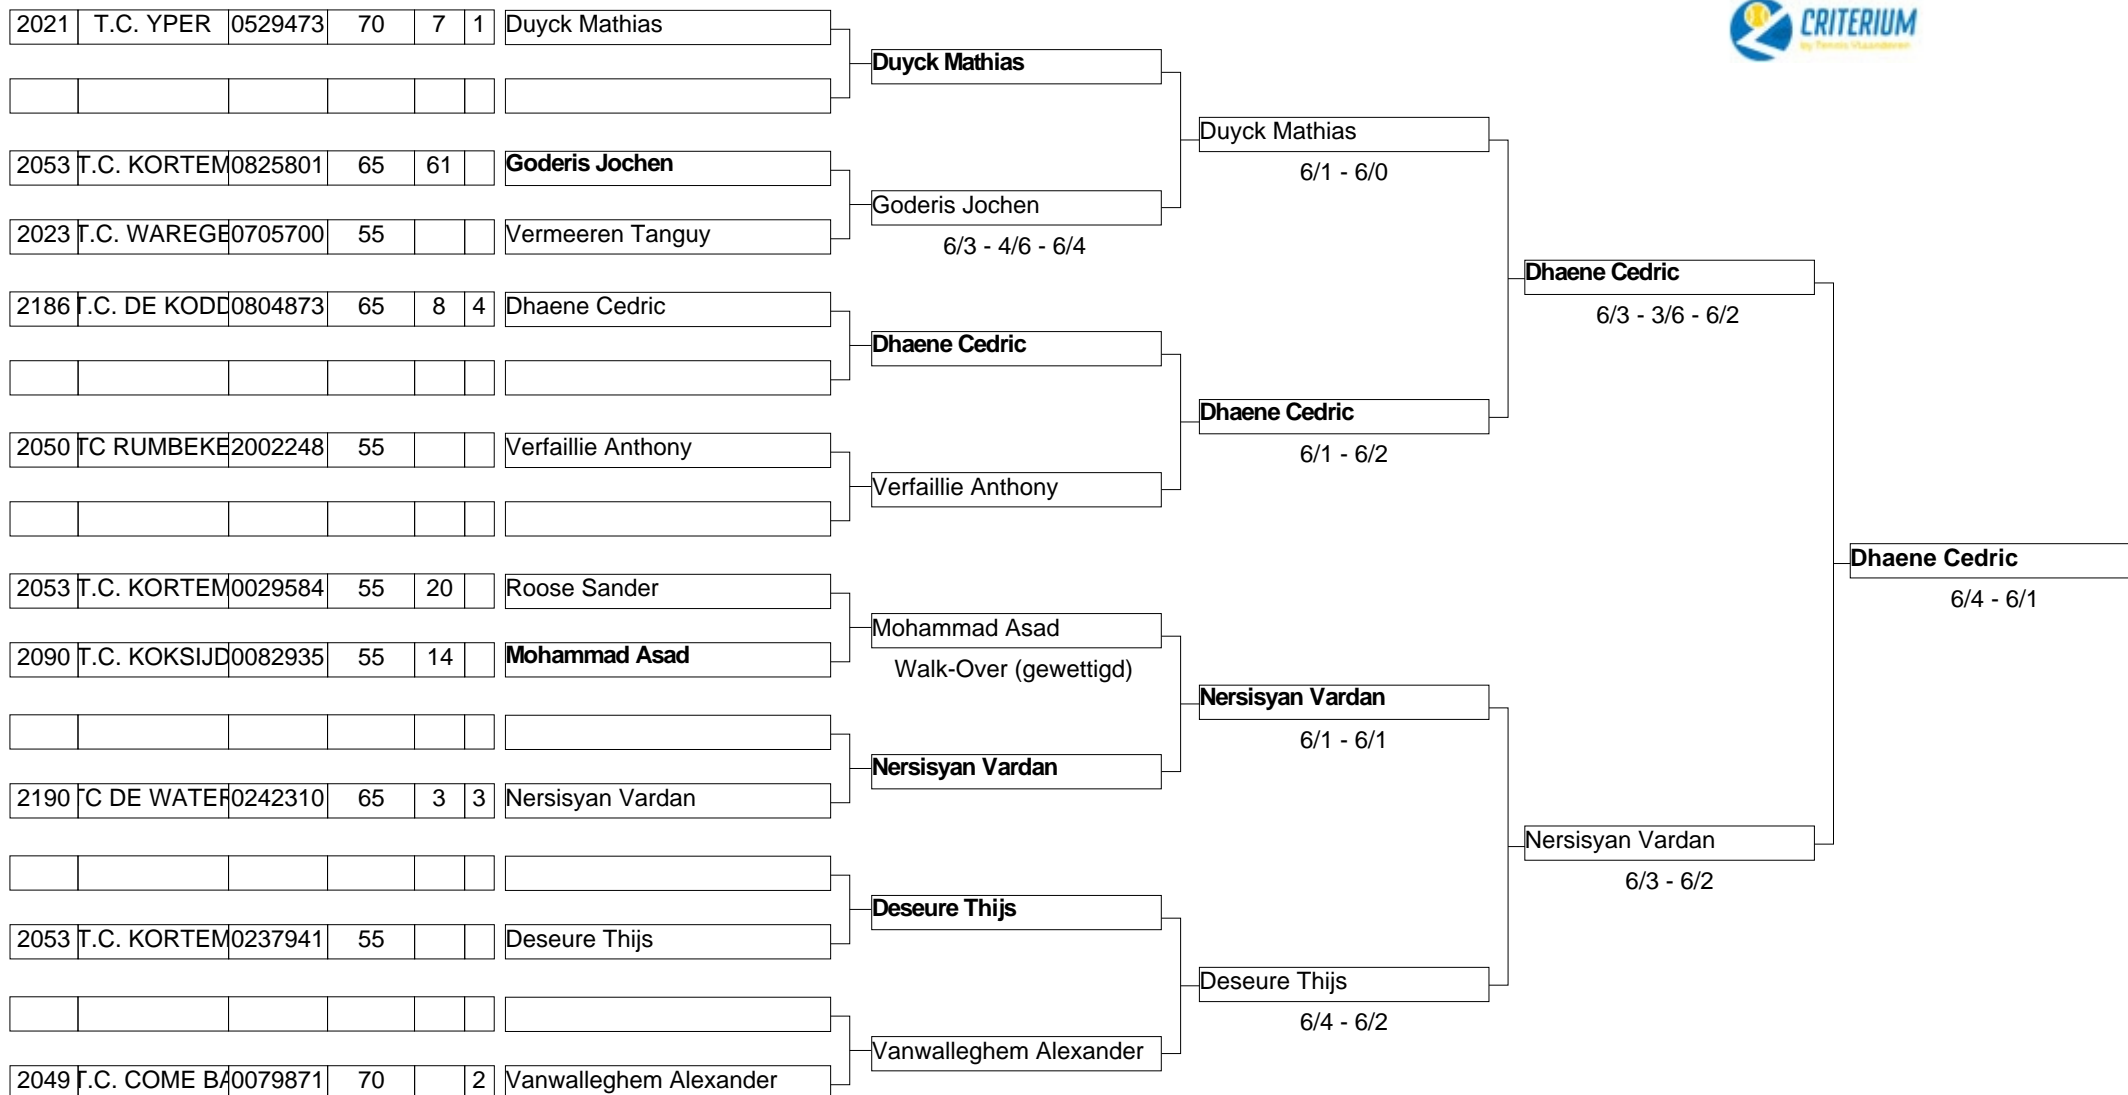 CRITERIUM
by Tennis Vlaanderen
2021 T.C. YPER 0529473 70 7 1 Duyck Mathias
Duyck Mathias
Duyck Mathias
6/1 - 6/0
2053 T.C. KORTEM 0825801 65 61 Goderis Jochen
Goderis Jochen
6/3 - 4/6 - 6/4
2023 T.C. WAREGE 0705700 55 Vermeeren Tanguy
Dhaene Cedric
6/3 - 3/6 - 6/2
2186 T.C. DE KODD 0804873 65 8 4 Dhaene Cedric
Dhaene Cedric
Dhaene Cedric
6/1 - 6/2
2050 TC RUMBEKE 2002248 55 Verfaillie Anthony
Verfaillie Anthony
Dhaene Cedric
6/4 - 6/1
2053 T.C. KORTEM 0029584 55 20 Roose Sander
Mohammad Asad
Walk-Over (gewettigd)
2090 T.C. KOKSIJD 0082935 55 14 Mohammad Asad
Nersisyan Vardan
6/1 - 6/1
Nersisyan Vardan
2190 TC DE WATER 0242310 65 3 3 Nersisyan Vardan
Nersisyan Vardan
6/3 - 6/2
Deseure Thijs
2053 T.C. KORTEM 0237941 55 Deseure Thijs
Deseure Thijs
6/4 - 6/2
Vanwalleghem Alexander
2049 T.C. COME BA 0079871 70 2 Vanwalleghem Alexander